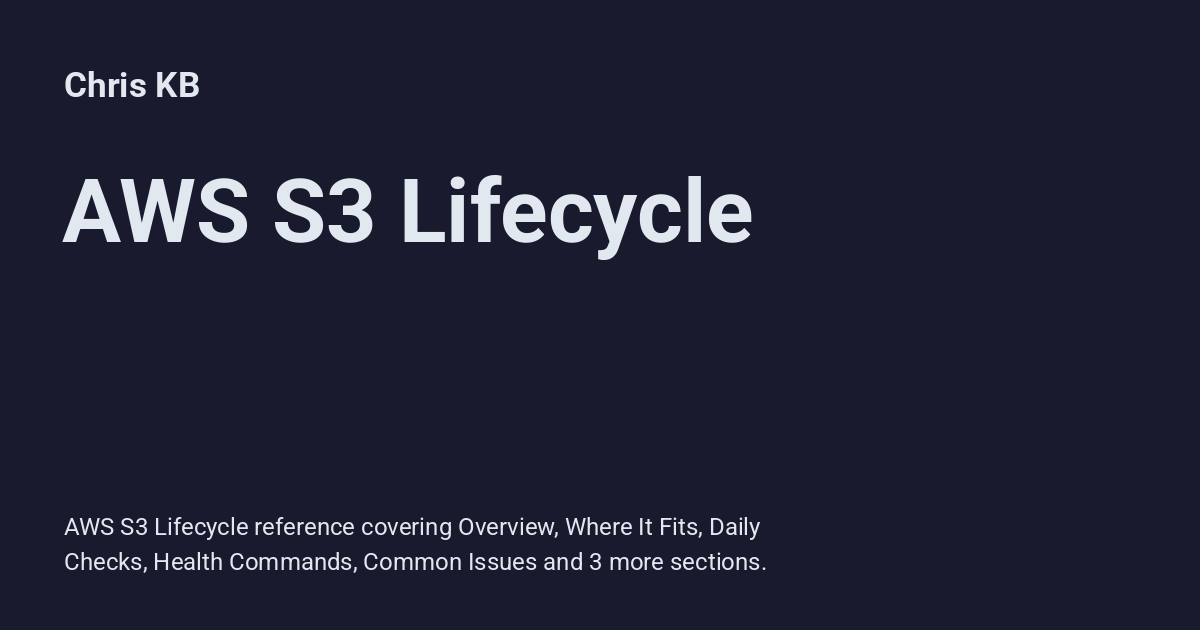 Chris KB
AWS S3 Lifecycle
AWS S3 Lifecycle reference covering Overview, Where It Fits, Daily
Checks, Health Commands, Common Issues and 3 more sections.